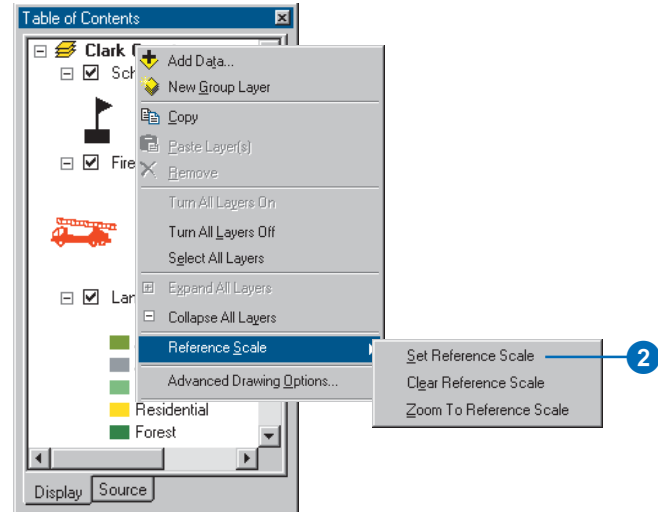 Table of Contents
Clark
Add Data...
Sch
New Group Layer
Copy
Paste Layer(s)
Fire
Remove
Turn All Layers On
Turn All Layers Off
Select All Layers
Lan
Expand All Layers
Collapse All Layers
Reference Scale
Set Reference Scale
2
Clear Reference Scale
Advanced Drawing Options...
Zoom To Reference Scale
Residential
Forest
Display
Source